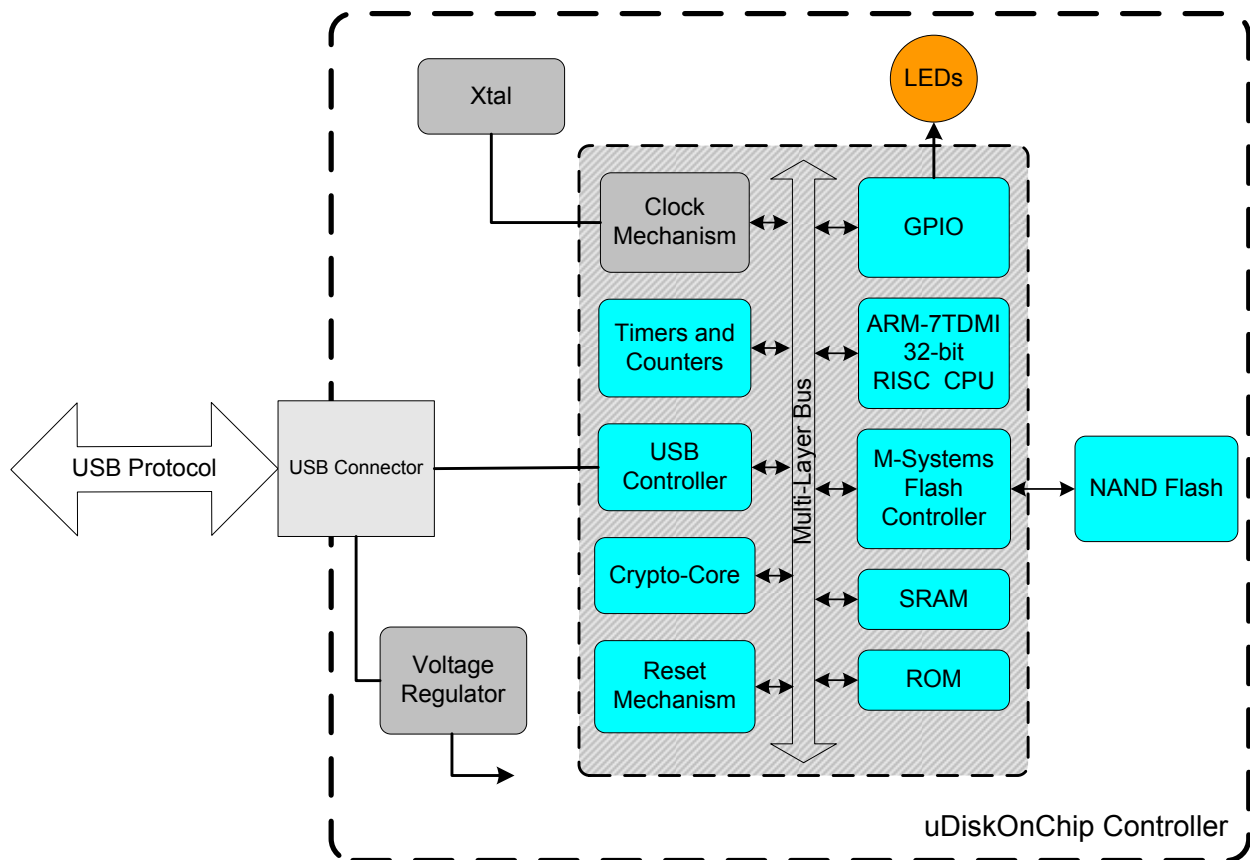 LEDs
Xtal
Clock
Mechanism
GPIO
Timers and
Counters
ARM-7TDMI
32-bit
RISC CPU
Multi-Layer Bus
USB Protocol
USB Connector
USB
Controller
M-Systems
Flash
Controller
NAND Flash
Crypto-Core
SRAM
Voltage
Regulator
Reset
Mechanism
ROM
uDiskOnChip Controller